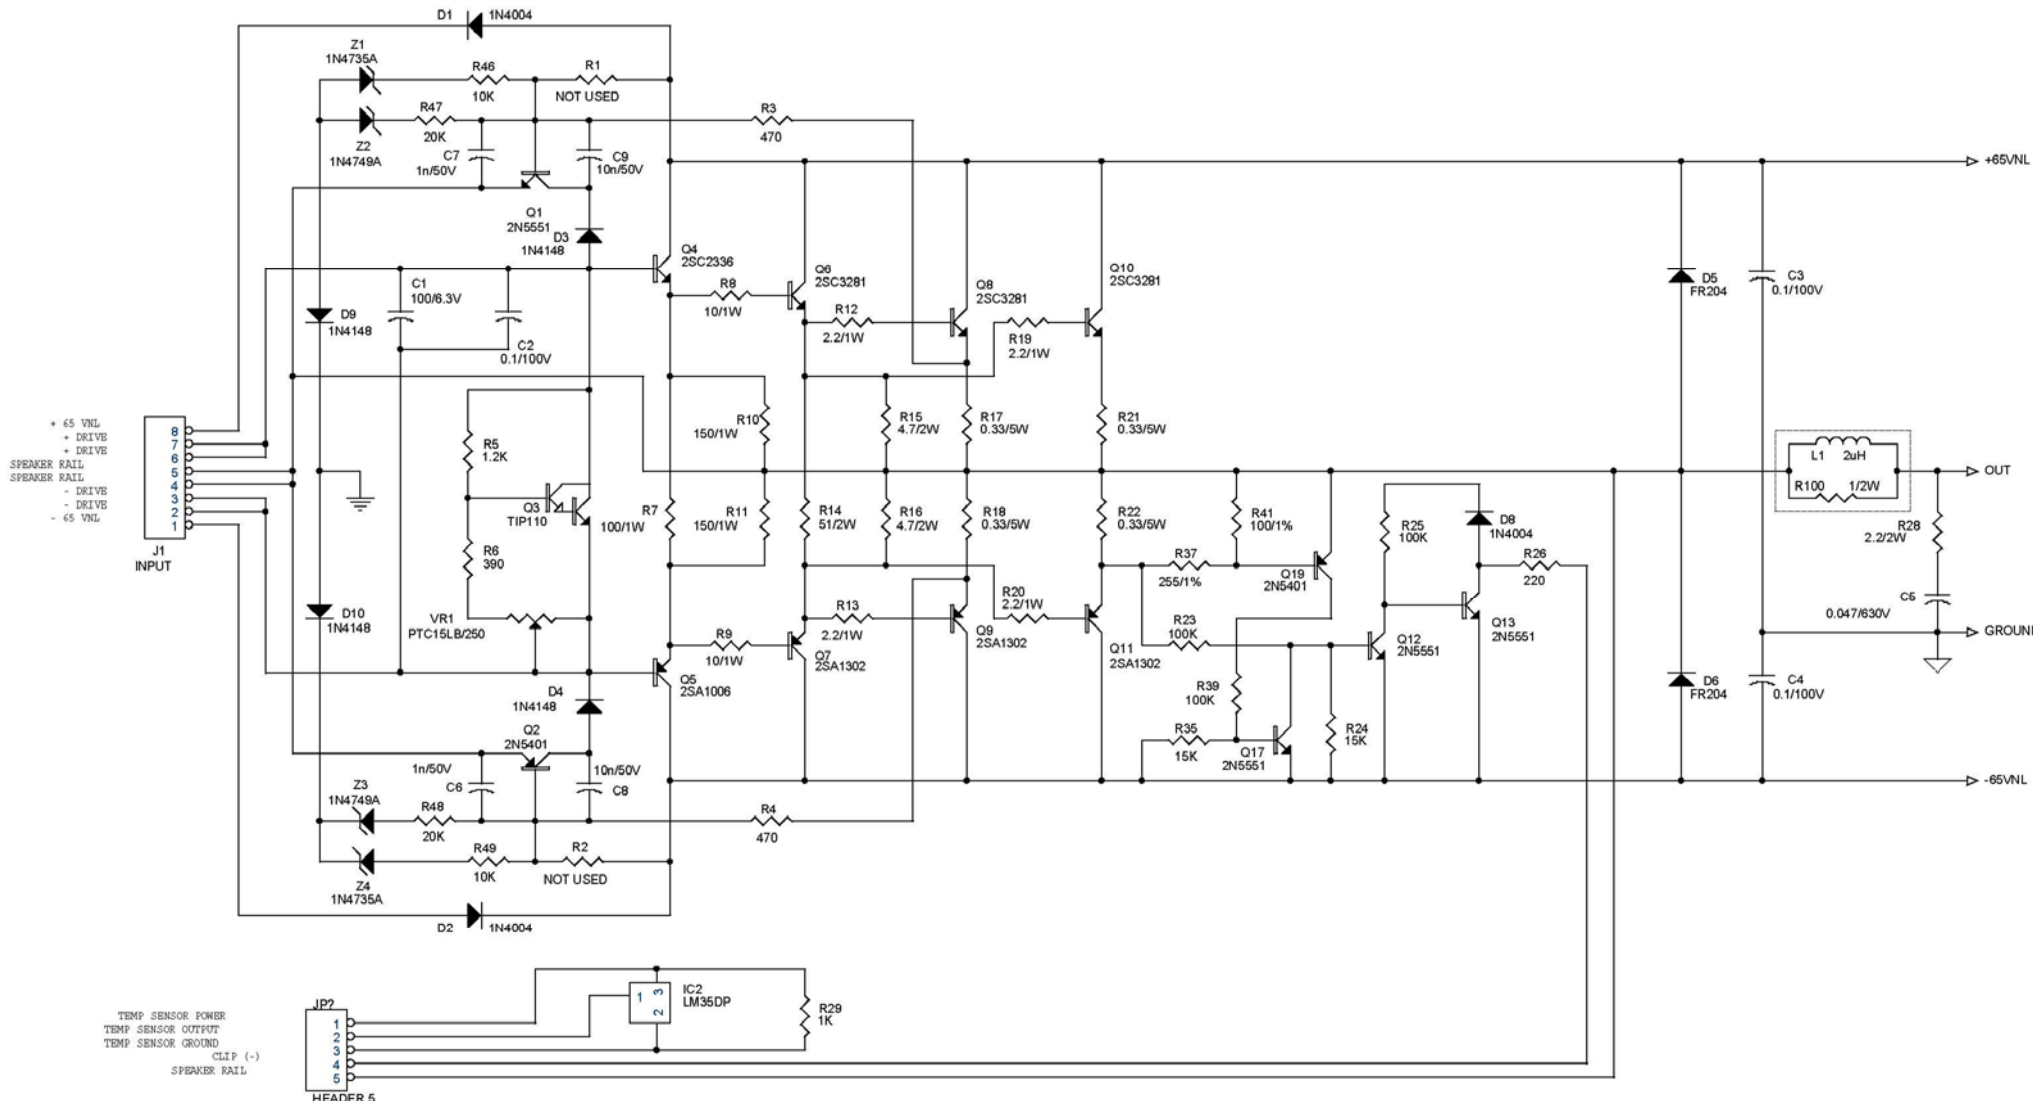 D1
1N4004
Z1
1N4735A
R46
10K
R1
NOT USED
R47
20K
Z2
1N4749A
C7
1n/50V
C9
10n/50V
R3
470
+65VNL
Q1
2N5551
D3
1N4148
Q4
2SC2336
C1
100/6.3V
C2
0.1/100V
D9
1N4148
R8
10/1W
Q6
2SC3281
R12
2.2/1W
Q8
2SC3281
R19
2.2/1W
Q10
2SC3281
D5
FR204
C3
0.1/100V
+ 65 VNL
+ DRIVE
+ DRIVE
SPEAKER RAIL
SPEAKER RAIL
- DRIVE
- DRIVE
- 65 VNL
8
7
6
5
4
3
2
1
J1
INPUT
R5
1.2K
Q3
TIP110
R6
390
VR1
PTC15LB/250
R10
150/1W
R15
4.7/2W
R17
0.33/5W
R21
0.33/5W
R7
100/1W
R11
150/1W
R14
51/2W
R16
4.7/2W
R18
0.33/5W
R22
0.33/5W
R41
100/1%
R37
255/1%
Q19
2N5401
R25
100K
D8
1N4004
R26
220
L1 2uH
R100 1/2W
OUT
R28
2.2/2W
C5
0.047/630V
GROUND
D10
1N4148
R9
10/1W
Q7
2SA1302
R13
2.2/1W
Q9
2SA1302
R20
2.2/1W
Q11
2SA1302
R23
100K
Q12
2N5551
Q13
2N5551
Q5
2SA1006
D4
1N4148
Q2
2N5401
R39
100K
R35
15K
Q17
2N5551
R24
15K
D6
FR204
C4
0.1/100V
-65VNL
1n/50V
C6
10n/50V
C8
Z3
1N4749A
R48
20K
R4
470
R49
10K
R2
NOT USED
Z4
1N4735A
D2
1N4004
TEMP SENSOR POWER
TEMP SENSOR OUTPUT
TEMP SENSOR GROUND
CLIP (-)
SPEAKER RAIL
JP?
1
2
3
4
5
HEADER 5
1
3
2
IC2
LM35DP
R29
1K